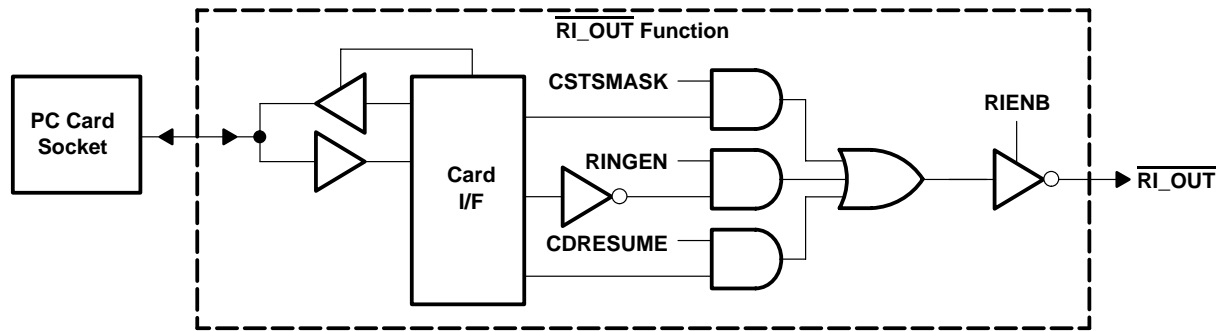 RI_OUT Function
PC Card
Socket
CSTSMASK
RINGEN
CDRESUME
Card
I/F
RIENB
RI_OUT